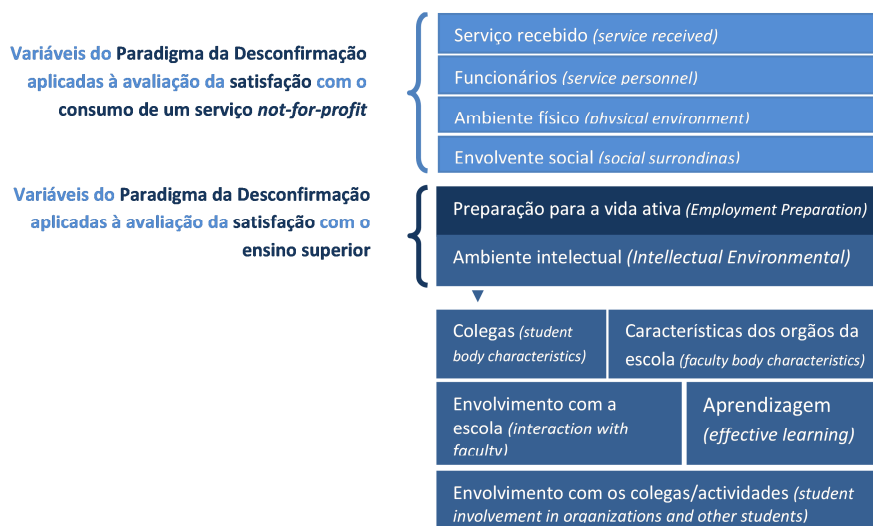 Variáveis do Paradigma da Desconfirmação
aplicadas à avaliação da satisfação com o
consumo de um serviço not-for-profit
Serviço recebido (service received)
Funcionários (service personnel)
Ambiente físico (physical environment)
Envolvente social (social surrondinas)
Variáveis do Paradigma da Desconfirmação
aplicadas à avaliação da satisfação com o
ensino superior
Preparação para a vida ativa (Employment Preparation)
Ambiente intelectual (Intellectual Environmental)
Colegas (student
body characteristics)
Características dos orgãos da
escola (faculty body characteristics)
Envolvimento com a
escola (interaction with
faculty)
Aprendizagem
(effective learning)
Envolvimento com os colegas/actividades (student
involvement in organizations and other students)